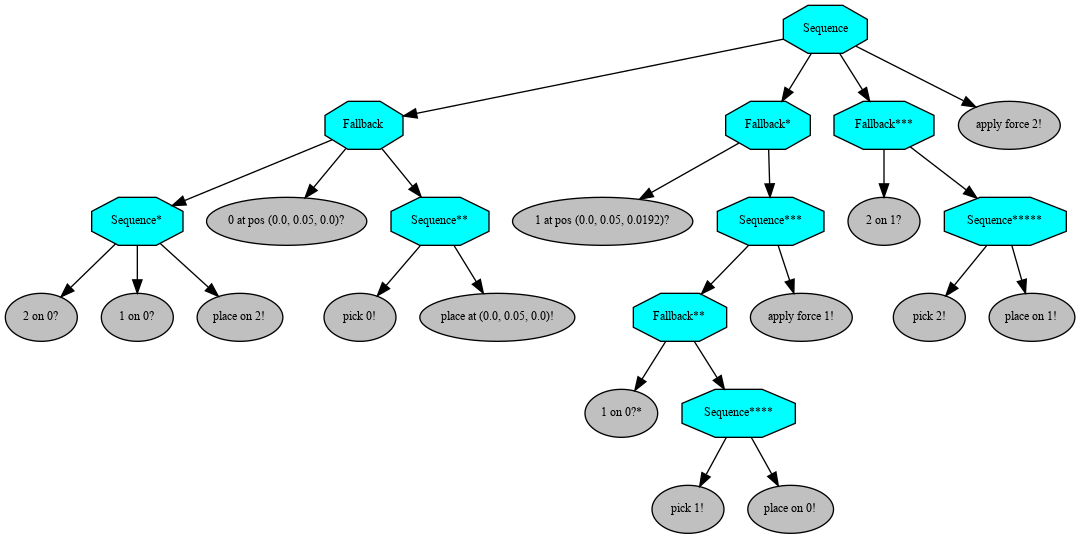 Sequence
Fallback
Fallback*
Fallback***
apply force 2!
Sequence*
0 at pos (0.0, 0.05, 0.0)?
Sequence**
1 at pos (0.0, 0.05, 0.0192)?
Sequence***
2 on 1?
Sequence*****
2 on 0?
1 on 0?
place on 2!
pick 0!
place at (0.0, 0.05, 0.0)!
Fallback**
apply force 1!
pick 2!
place on 1!
1 on 0?*
Sequence****
pick 1!
place on 0!